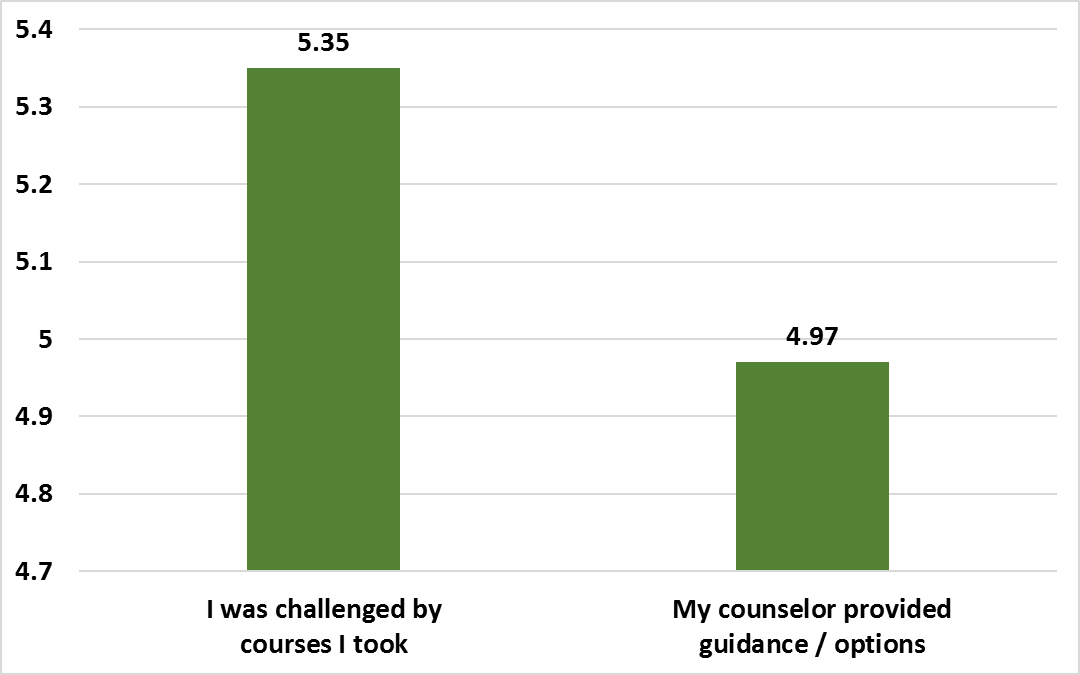 5.4
5.35
5.3
5.2
5.1
5
4.97
4.9
4.8
4.7
I was challenged by
courses I took
My counselor provided
guidance / options